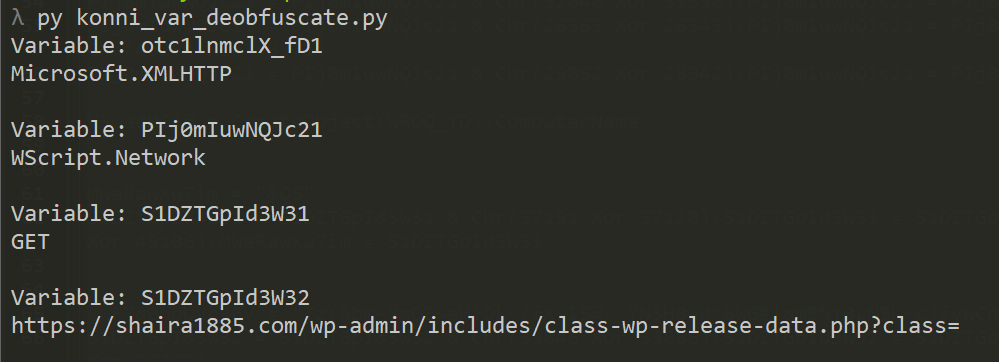 λ py konni_var_deobfuscate.py
Variable: otc1lnmclX_fD1
Microsoft.XMLHTTP
Variable: PIj0mIuwNQJc21
WScript.Network
Variable: S1DZTGpId3W31
GET
Variable: S1DZTGpId3W32
https://shaira1885.com/wp-admin/includes/class-wp-release-data.php?class=